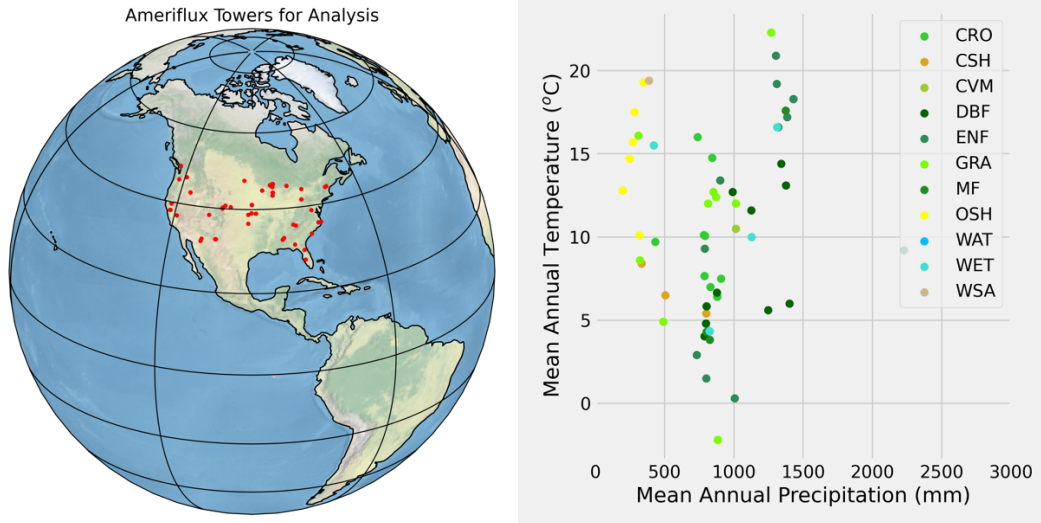 Ameriflux Towers for Analysis
Mean Annual Temperature (°C)
20
15
10
5
0
CRO
CSH
CVM
DBF
ENF
GRA
MF
OSH
WAT
WET
WSA
0 500 1000 1500 2000 2500 3000
Mean Annual Precipitation (mm)